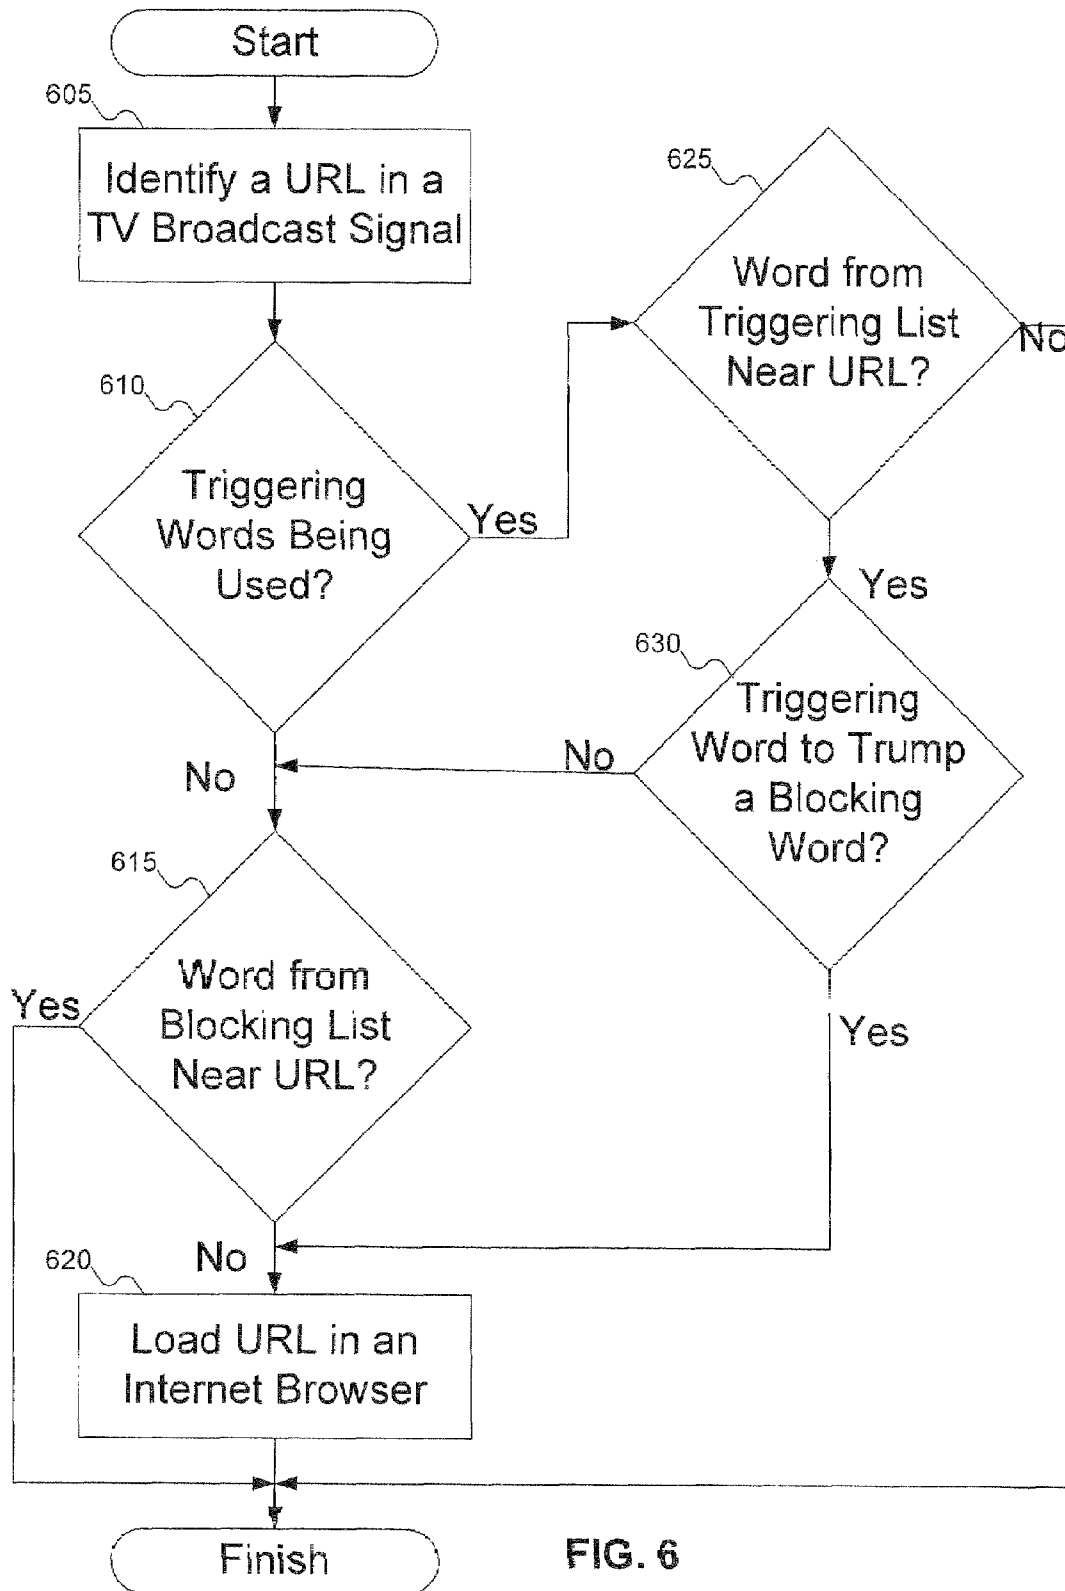 Start
605
Identify a URL in a
TV Broadcast Signal
610
Triggering
Words Being
Used?
Yes
No
625
Word from
Triggering List
Near URL?
No
Yes
630
Triggering
Word to Trump
a Blocking
Word?
No
Yes
615
Word from
Blocking List
Near URL?
Yes
No
620
Load URL in an
Internet Browser
Finish
FIG. 6